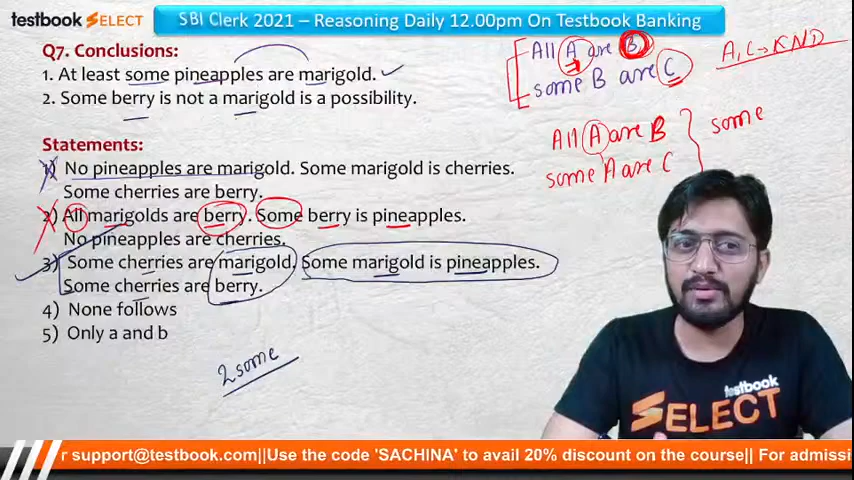 testbook SELECT
SBI Clerk 2021 – Reasoning Daily 12.00pm On Testbook Banking
Q7. Conclusions:
1. At least some pineapples are marigold.
2. Some berry is not a marigold is a possibility.
Statements:
1) No pineapples are marigold. Some marigold is cherries.
Some cherries are berry.
2) All marigolds are berry. Some berry is pineapples.
No pineapples are cherries.
3) Some cherries are marigold. Some marigold is pineapples.
Some cherries are berry.
4) None follows
5) Only a and b
2 some
All A are B
some B are C
A, C → KND
All A are B
some A are C
some
testbook
SELECT
r support@testbook.com||Use the code 'SACHINA' to avail 20% discount on the course|| For admissi